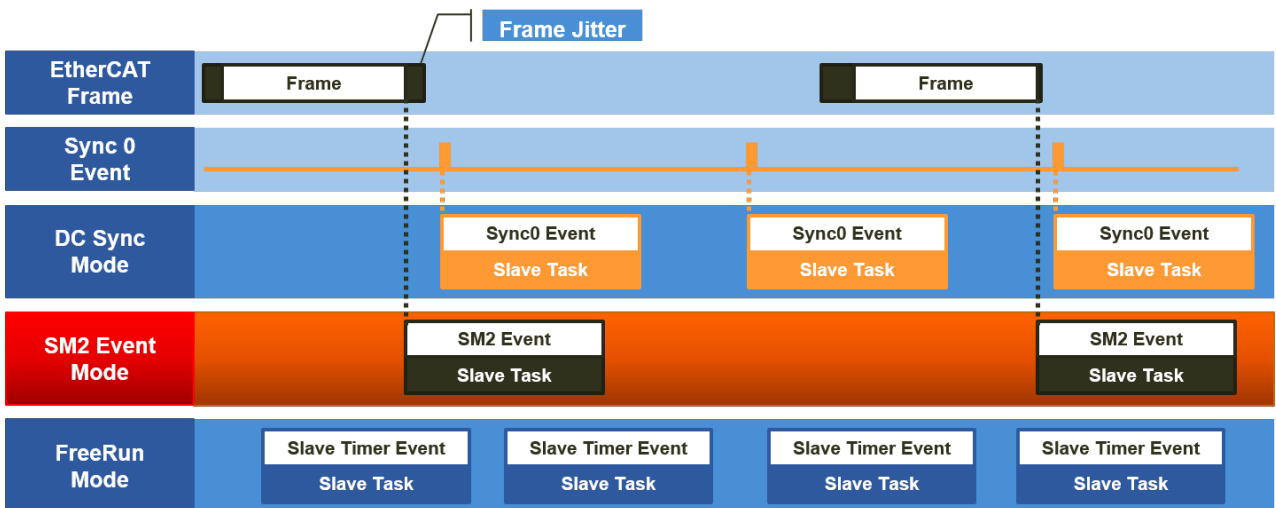 Frame Jitter
EtherCAT
Frame
Frame
Frame
Sync 0
Event
DC Sync
Mode
Sync0 Event
Slave Task
Sync0 Event
Slave Task
Sync0 Event
Slave Task
SM2 Event
Mode
SM2 Event
Slave Task
SM2 Event
Slave Task
FreeRun
Mode
Slave Timer Event
Slave Task
Slave Timer Event
Slave Task
Slave Timer Event
Slave Task
Slave Timer Event
Slave Task